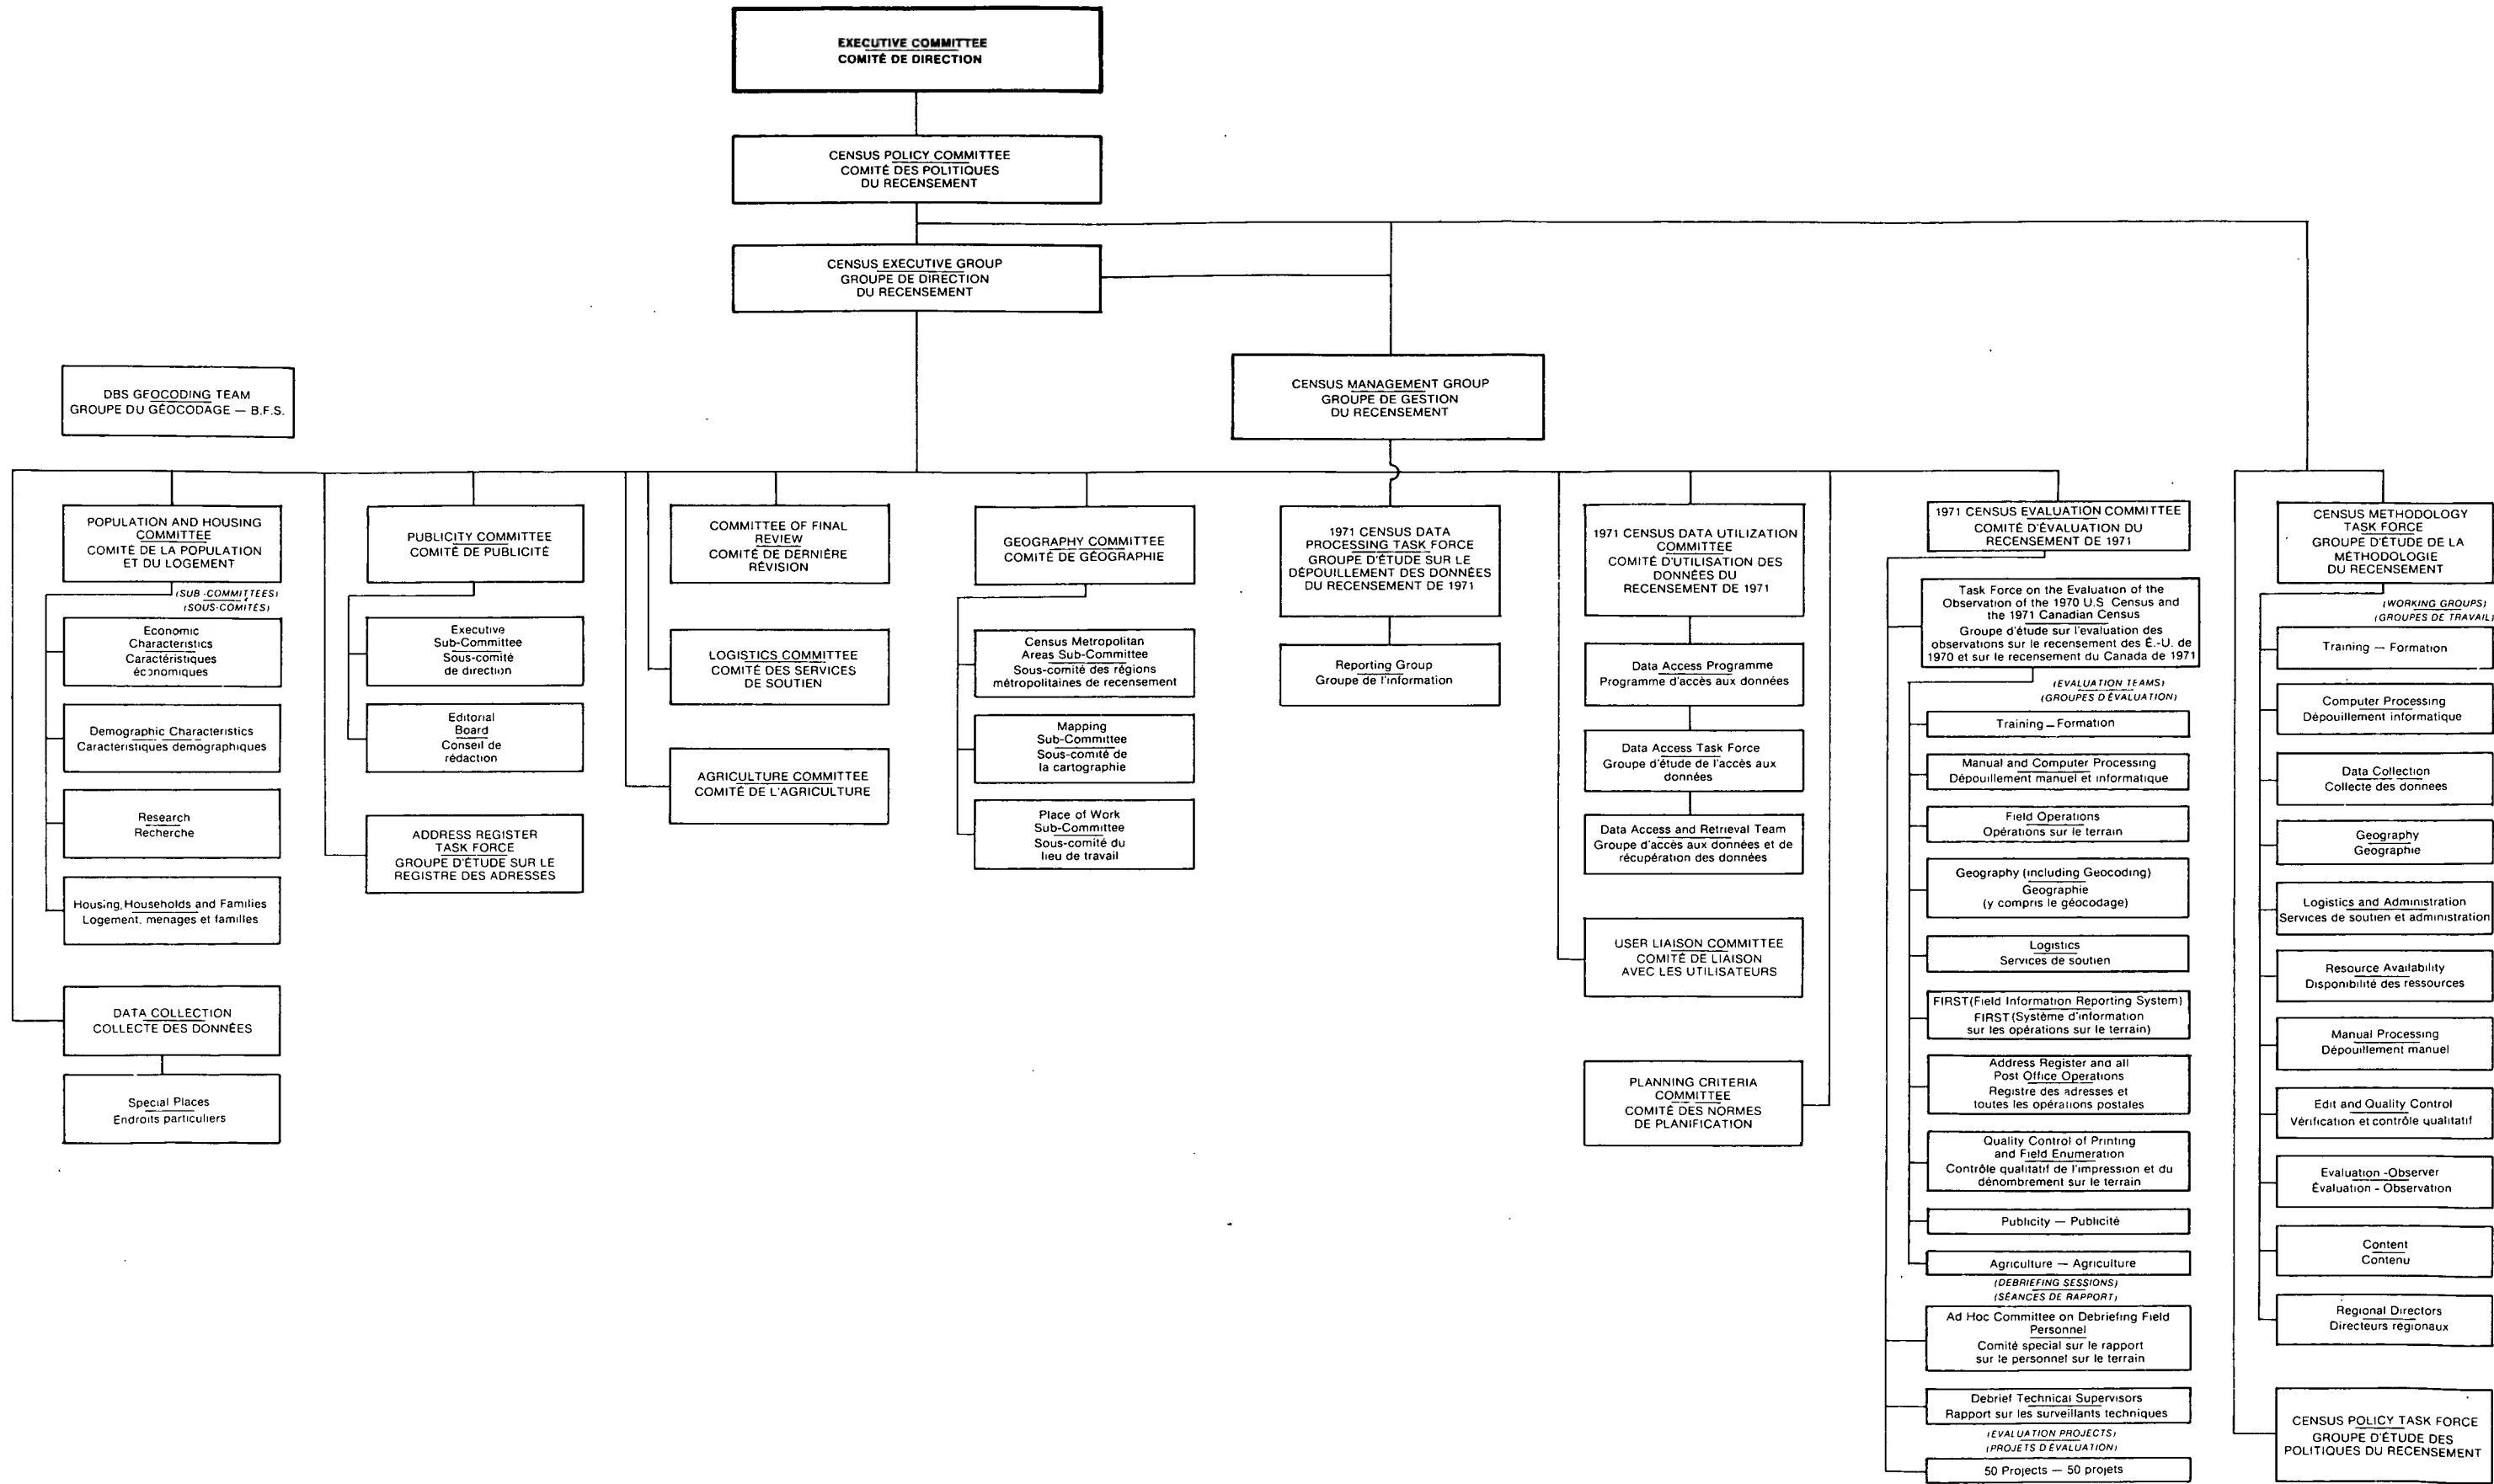 EXECUTIVE COMMITTEE
COMITÉ DE DIRECTION
CENSUS POLICY COMMITTEE
COMITÉ DES POLITIQUES
DU RECENSEMENT
CENSUS EXECUTIVE GROUP
GROUPE DE DIRECTION
DU RECENSEMENT
DBS GEOCODING TEAM
GROUPE DU GÉOCODAGE — B.F.S.
CENSUS MANAGEMENT GROUP
GROUPE DE GESTION
DU RECENSEMENT
POPULATION AND HOUSING
COMMITTEE
COMITÉ DE LA POPULATION
ET DU LOGEMENT
(SUB-COMMITTEES)
(SOUS-COMITÉS)
Economic
Characteristics
Caractéristiques
économiques
Demographic Characteristics
Caractéristiques démographiques
Research
Recherche
Housing, Households and Families
Logement, menages et familles
DATA COLLECTION
COLLECTE DES DONNÉES
Special Places
Endroits particuliers
PUBLICITY COMMITTEE
COMITÉ DE PUBLICITÉ
Executive
Sub-Committee
Sous-comité
de direction
Editorial
Board
Conseil de
rédaction
ADDRESS REGISTER
TASK FORCE
GROUPE D'ÉTUDE SUR LE
REGISTRE DES ADRESSES
COMMITTEE OF FINAL
REVIEW
COMITÉ DE DERNIÈRE
RÉVISION
LOGISTICS COMMITTEE
COMITÉ DES SERVICES
DE SOUTIEN
AGRICULTURE COMMITTEE
COMITÉ DE L'AGRICULTURE
GEOGRAPHY COMMITTEE
COMITÉ DE GÉOGRAPHIE
Census Metropolitan
Areas Sub-Committee
Sous-comité des régions
métropolitaines de recensement
Mapping
Sub-Committee
Sous-comité de
la cartographie
Place of Work
Sub-Committee
Sous-comité du
lieu de travail
1971 CENSUS DATA
PROCESSING TASK FORCE
GROUPE D'ÉTUDE SUR LE
DÉPOUILLEMENT DES DONNÉES
DU RECENSEMENT DE 1971
Reporting Group
Groupe de l'information
1971 CENSUS DATA UTILIZATION
COMMITTEE
COMITÉ D'UTILISATION DES
DONNÉES DU
RECENSEMENT DE 1971
Data Access Programme
Programme d'accès aux données
Data Access Task Force
Groupe d'étude de l'accès aux
données
Data Access and Retrieval Team
Groupe d'accès aux données et de
récupération des données
USER LIAISON COMMITTEE
COMITÉ DE LIAISON
AVEC LES UTILISATEURS
PLANNING CRITERIA
COMMITTEE
COMITÉ DES NORMES
DE PLANIFICATION
1971 CENSUS EVALUATION COMMITTEE
COMITÉ D'ÉVALUATION DU
RECENSEMENT DE 1971
Task Force on the Evaluation of the
Observation of the 1970 U.S Census and
the 1971 Canadian Census
Groupe d'étude sur l'evaluation des
observations sur le recensement des É.-U. de
1970 et sur le recensement du Canada de 1971
(EVALUATION TEAMS)
(GROUPES D'ÉVALUATION)
Training — Formation
Manual and Computer Processing
Dépouillement manuel et informatique
Field Operations
Opérations sur le terrain
Geography (including Geocoding)
Geographie
(y compris le géocodage)
Logistics
Services de soutien
FIRST (Field Information Reporting System)
FIRST (Système d'information
sur les opérations sur le terrain)
Address Register and all
Post Office Operations
Registre des adresses et
toutes les opérations postales
Quality Control of Printing
and Field Enumeration
Contrôle qualitatif de l'impression et du
dénombrement sur le terrain
Publicity — Publicité
Agriculture — Agriculture
(DEBRIEFING SESSIONS)
(SÉANCES DE RAPPORT)
Ad Hoc Committee on Debriefing Field
Personnel
Comité special sur le rapport
sur le personnel sur le terrain
Debrief Technical Supervisors
Rapport sur les surveillants techniques
(EVALUATION PROJECTS)
(PROJETS D'ÉVALUATION)
50 Projects — 50 projets
CENSUS METHODOLOGY
TASK FORCE
GROUPE D'ÉTUDE DE LA
MÉTHODOLOGIE
DU RECENSEMENT
(WORKING GROUPS)
(GROUPES DE TRAVAIL)
Training — Formation
Computer Processing
Dépouillement informatique
Data Collection
Collecte des donnees
Geography
Geographie
Logistics and Administration
Services de soutien et administration
Resource Availability
Disponibilité des ressources
Manual Processing
Dépouillement manuel
Edit and Quality Control
Vérification et contrôle qualitatif
Evaluation -Observer
Évaluation - Observation
Content
Contenu
Regional Directors
Directeurs régionaux
CENSUS POLICY TASK FORCE
GROUPE D'ÉTUDE DES
POLITIQUES DU RECENSEMENT